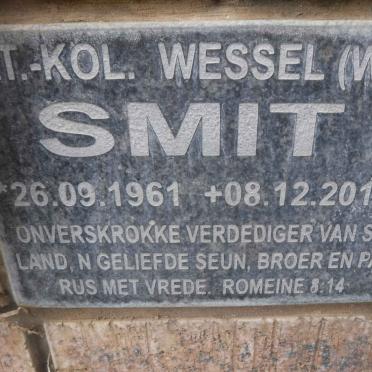 T.-KOL. WESSEL (W
SMIT
*26.09.1961 +08.12.201
ONVERSKROKKE VERDEDIGER VAN S
LAND, N GELIEFDE SEUN, BROER EN PA
RUS MET VREDE. ROMEINE 8:14